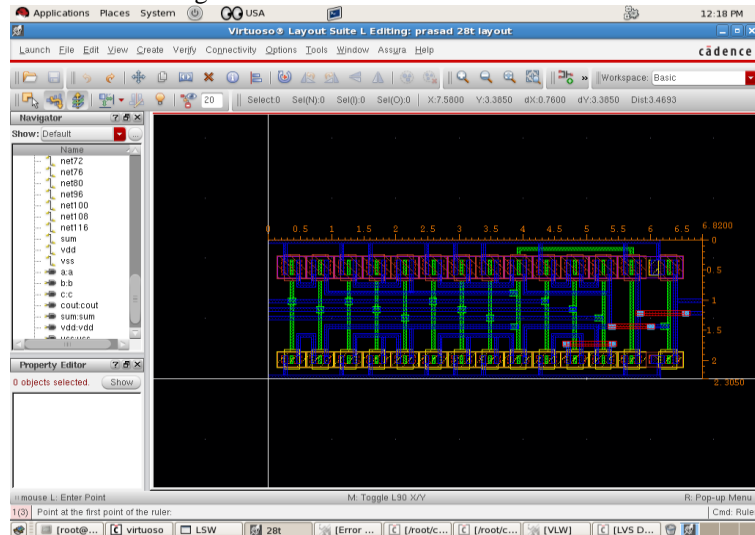 Applications Places System USA 12:18 PM
Virtuoso® Layout Suite L Editing: prasad 28t layout
Launch File Edit View Create Verify Connectivity Options Tools Window Assura Help cādence
20 Select:0 Sel(N):0 Sel(I):0 Sel(O):0 X:7.5800 Y:3.3850 dX:0.7600 dY:3.3850 Dist:3.4693
» Workspace: Basic
Navigator
Show: Default
Name
net72
net76
net80
net96
net100
net108
net116
sum
vdd
vss
a:a
b:b
c:c
cout:cout
sum:sum
vdd:vdd
vss:vss
0 0.5 1 1.5 2 2.5 3 3.5 4 4.5 5 5.5 6 6.5 6.8200
0
0.5
1
1.5
2
2.3050
Property Editor
0 objects selected. Show
mouse L: Enter Point M: Toggle L90 X/Y R: Pop-up Menu
1(3) Point at the first point of the ruler: Cmd: Rule
[root@... virtuoso LSW 28t [Error ... [/root/c... [/root/c... [VLW] [LVS D...